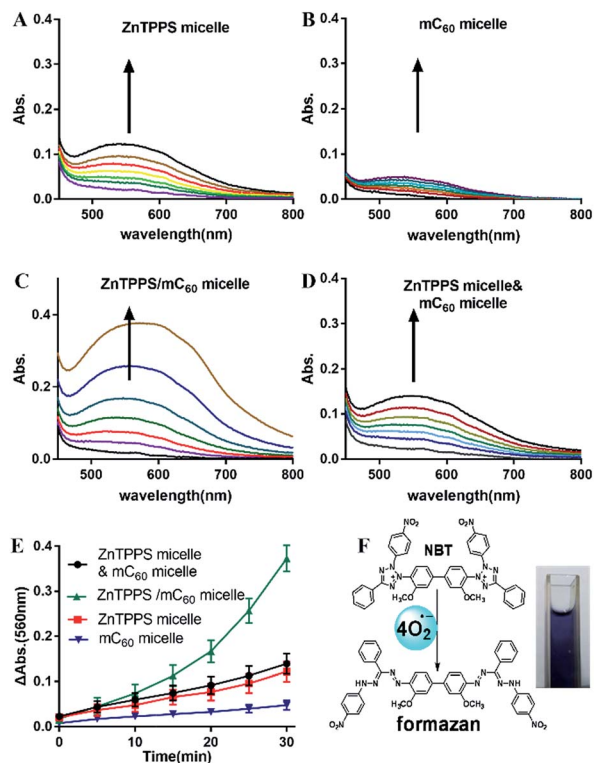 A
ZnTPPS micelle
0.4
0.3
0.2
0.1
0.0
Abs.
500 600 700 800
wavelength(nm)
B
mC60 micelle
0.4
0.3
0.2
0.1
0.0
Abs.
500 600 700 800
wavelength(nm)
C
ZnTPPS/mC60 micelle
0.4
0.2
0.0
Abs.
500 600 700 800
wavelength(nm)
D
ZnTPPS micelle&
mC60 micelle
0.4
0.3
0.2
0.1
0.0
Abs.
500 600 700 800
wavelength(nm)
E
ZnTPPS micelle
& mC60 micelle
ZnTPPS /mC60 micelle
ZnTPPS micelle
mC60 micelle
0.4
0.3
0.2
0.1
0.0
ΔAbs.(560nm)
0 10 20 30
Time(min)
F
NO2 NO2
NBT
N N N N
N N N N
H3CO OCH3
4O2•−
N N N N
HN NH
H3CO OCH3
O2N NO2
formazan